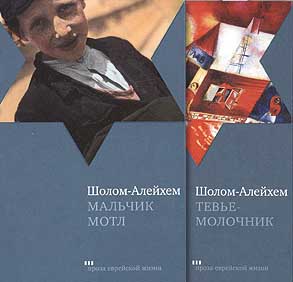 Шолом-Алейхем
МАЛЬЧИК
МОТЛ
проза еврейской жизни
Шолом-Алейхем
ТЕВЬЕ-
МОЛОЧНИК
проза еврейской жизни